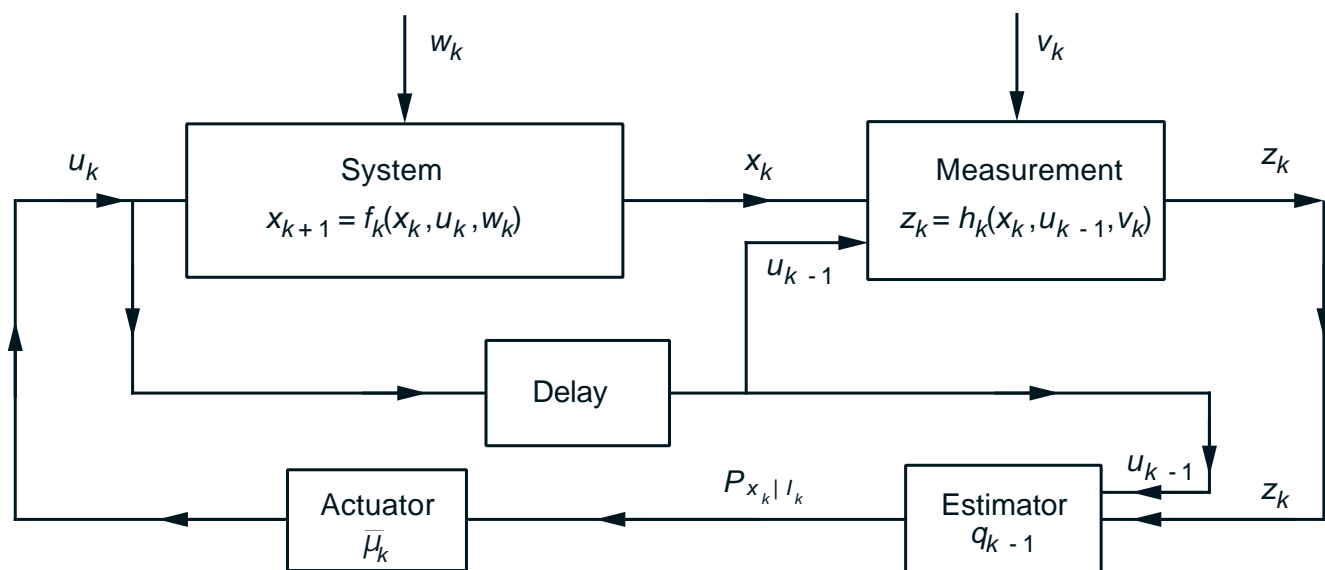 w_k
v_k
System
x_{k+1} = f_k(x_k, u_k, w_k)
u_k
x_k
Measurement
z_k = h_k(x_k, u_{k-1}, v_k)
z_k
u_{k-1}
Delay
Actuator
μ̅_k
P_{x_k|I_k}
Estimator
q_{k-1}
u_{k-1}
z_k